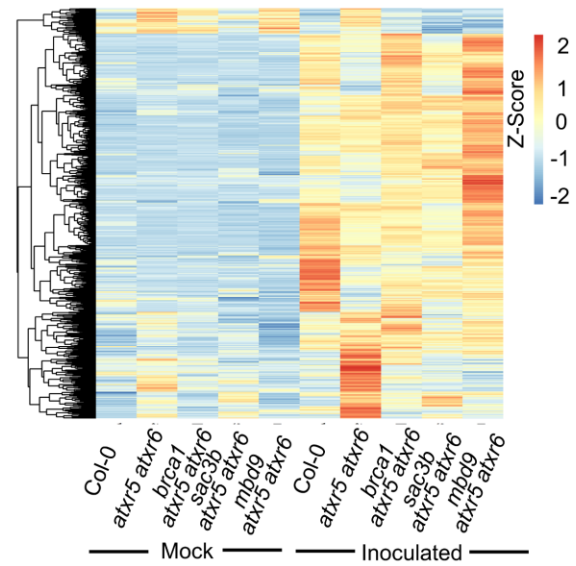 2
1
0
-1
-2
Z-Score
Col-0
atxr5 atxr6
brca1
atxr5 atxr6
sac3b
atxr5 atxr6
mbd9
atxr5 atxr6
Col-0
atxr5 atxr6
brca1
atxr5 atxr6
sac3b
atxr5 atxr6
mbd9
atxr5 atxr6
Mock
Inoculated